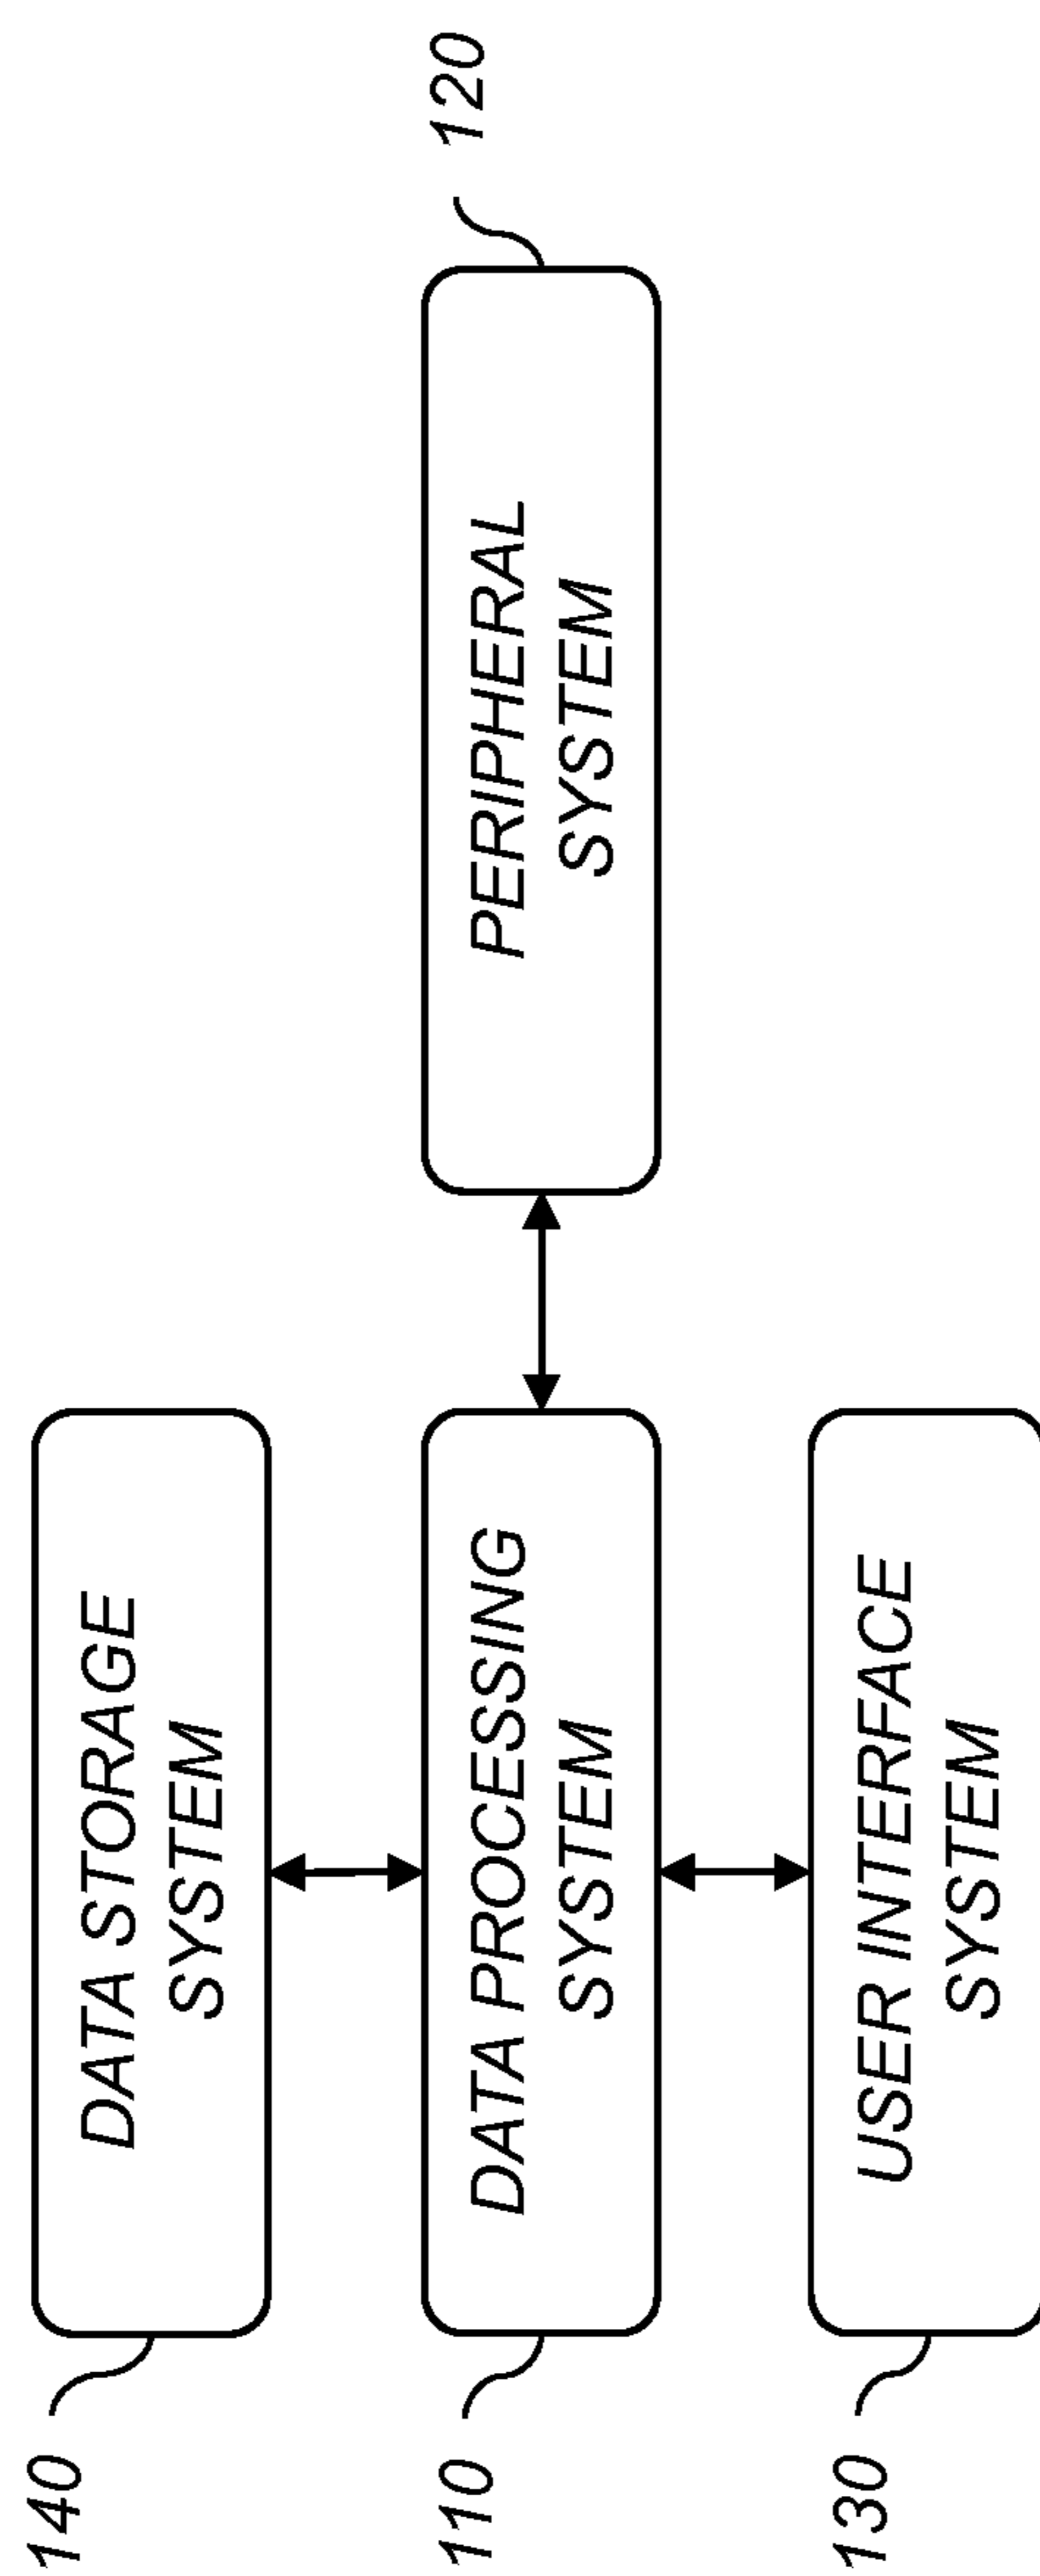 140
DATA STORAGE
SYSTEM
110
DATA PROCESSING
SYSTEM
PERIPHERAL
SYSTEM
120
130
USER INTERFACE
SYSTEM